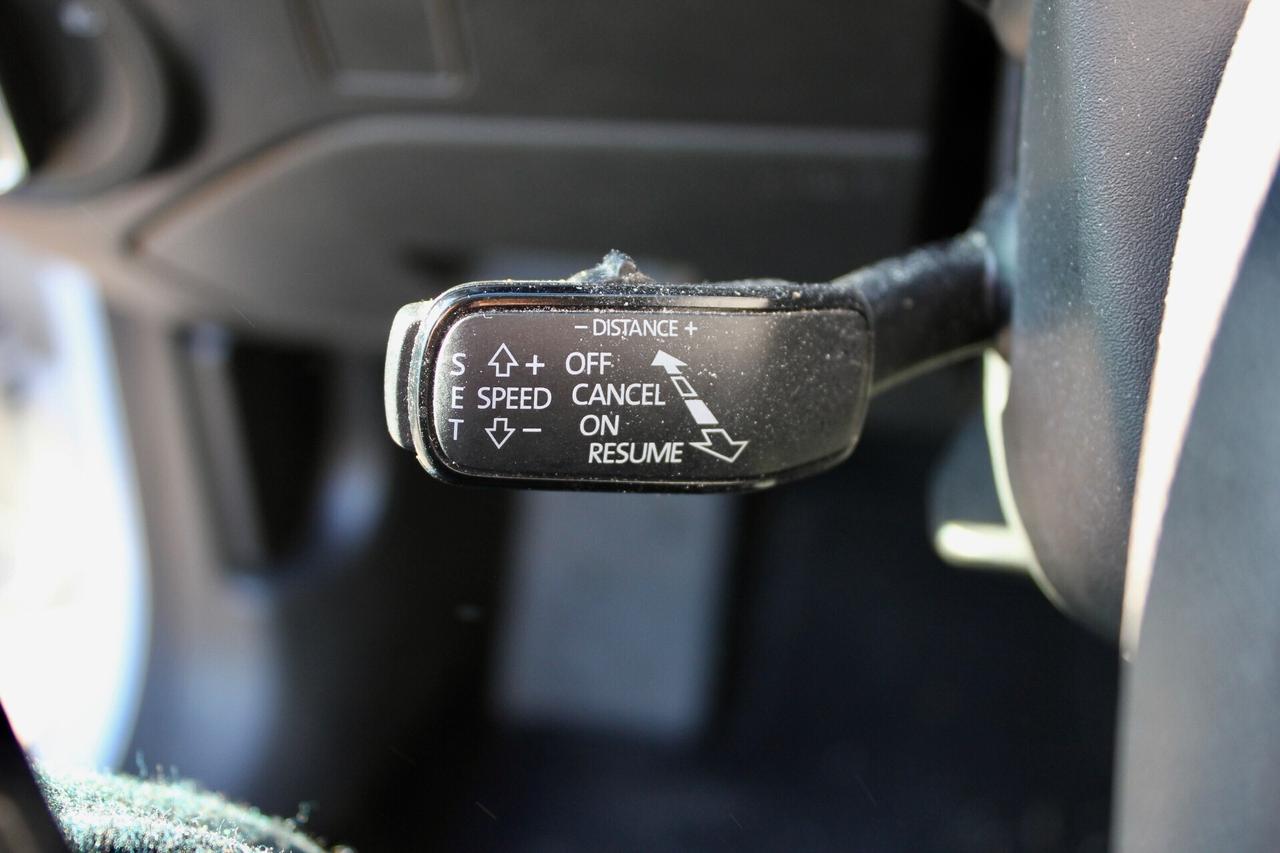 − DISTANCE +
S + OFF
E SPEED CANCEL
T − ON
RESUME